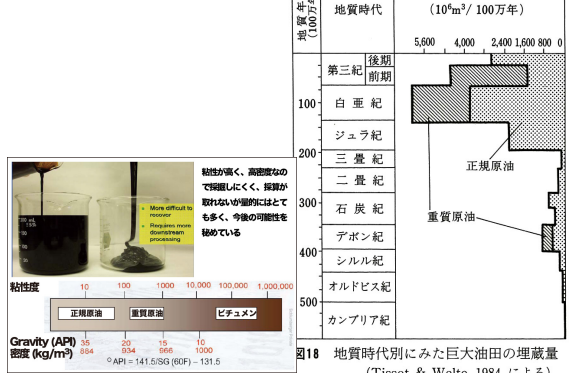 地質年
(100万年
地質時代
(10⁶m³/ 100万年)
5,600 4,000 2,400 1,600 800 0
第三紀
後期
前期
100
白 亜 紀
ジュラ紀
200
三 畳 紀
二 畳 紀
300
石 炭 紀
デボン紀
400
シルル紀
オルドビス紀
500
カンブリア紀
正規原油
重質原油
図18 地質時代別にみた巨大油田の埋蔵量
(Tissot & Welte, 1984 による)
粘性が高く、高密度なの
で採掘しにくく、採算が
取れないが量的にはとて
も多く、今後の可能性を
秘めている
More difficult to
recover
Requires more
downstream
processing
粘性度
10 100 1000 10,000 100,000 1,000,000
正規原油 重質原油 ビチュメン
Gravity (API) 35 20 15 10
密度 (kg/m³) 884 934 966 1000
O API = 141.5/SG (60F) – 131.5